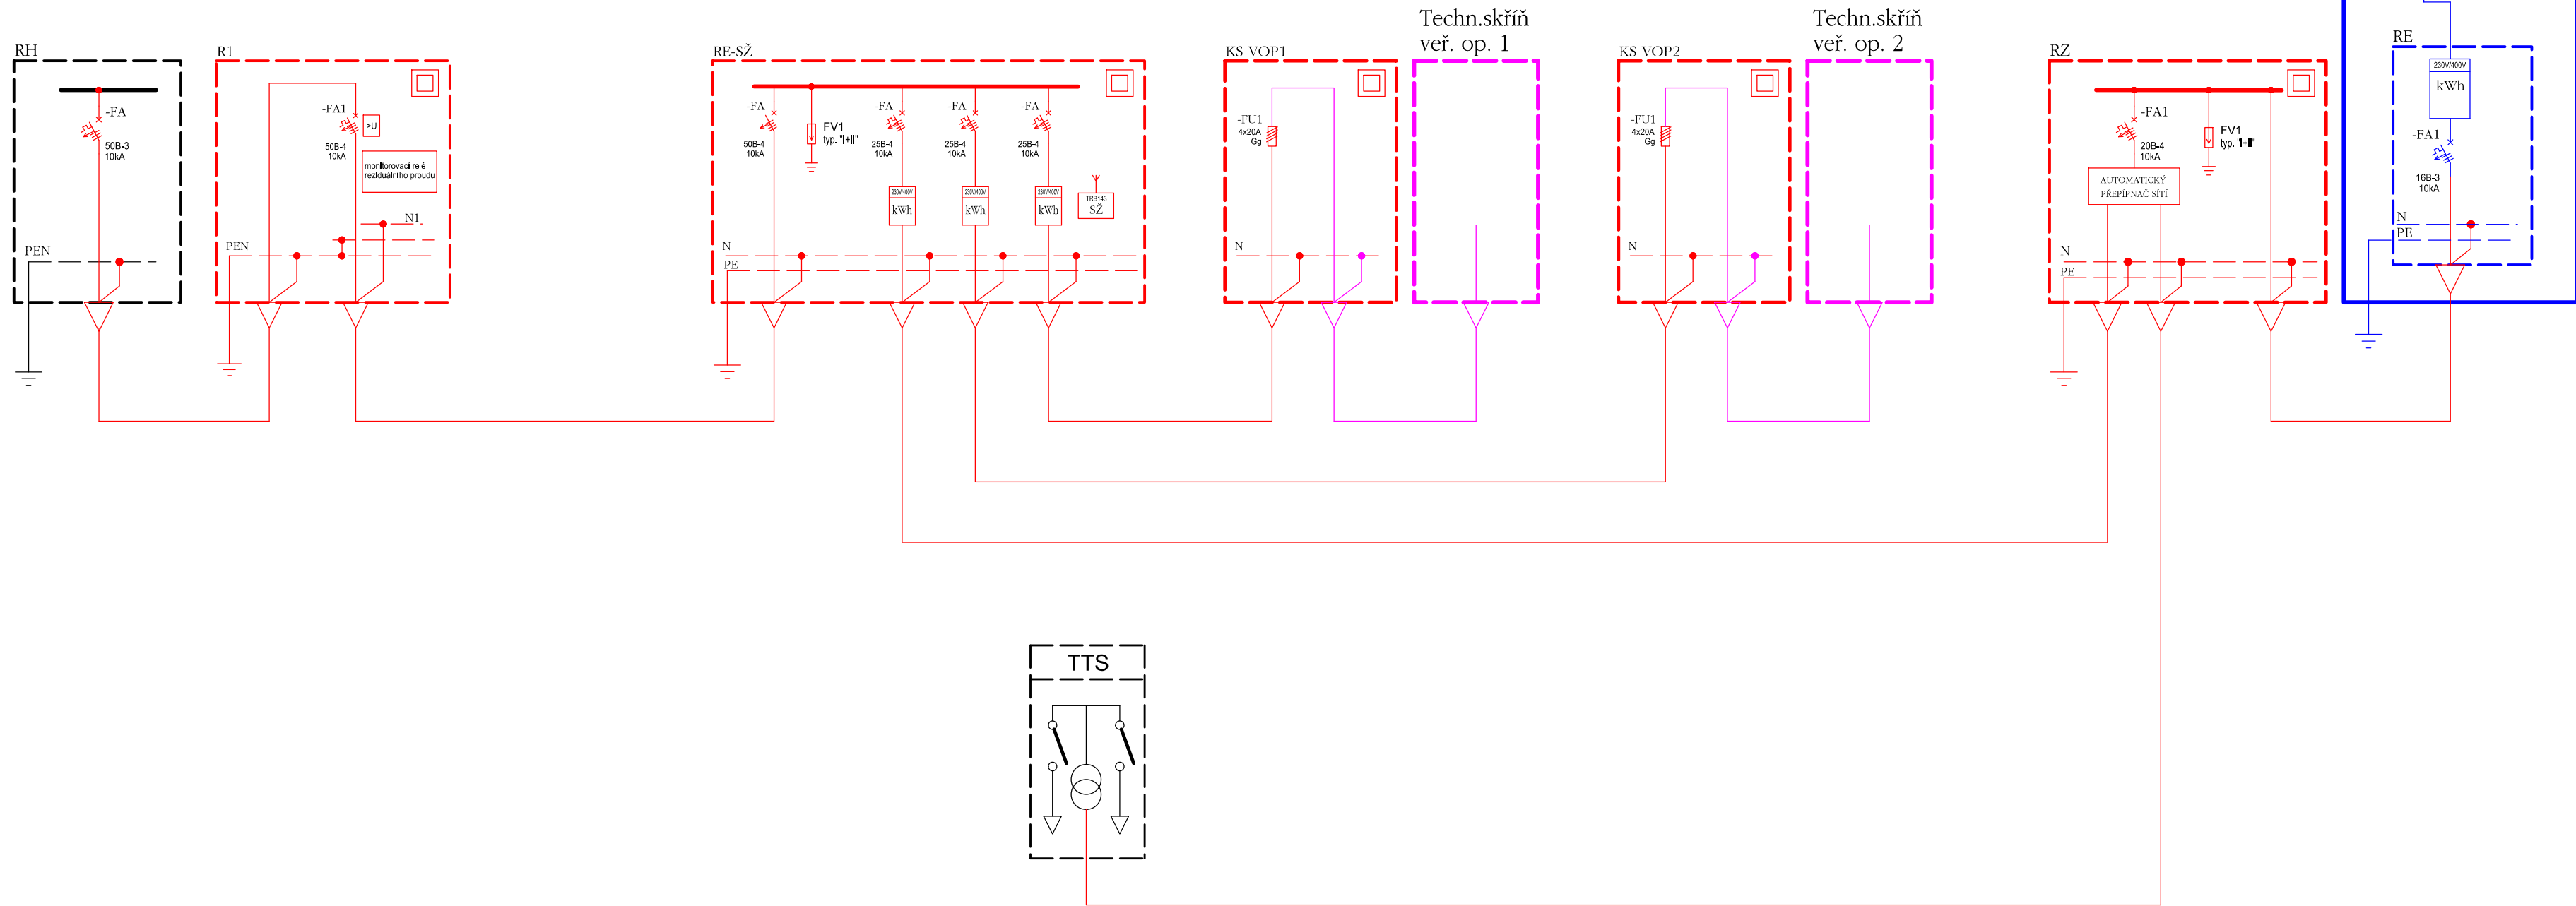 RH
-FA
50B-3
10kA
PEN
R1
-FA1
>U
50B-4
10kA
monitorovací relé
reziduálního proudu
N1
PEN
RE-SŽ
-FA
50B-4
10kA
FV1
typ. "I+II"
-FA
25B-4
10kA
230V/400V
kWh
-FA
25B-4
10kA
230V/400V
kWh
-FA
25B-4
10kA
230V/400V
kWh
TRB143
SŽ
N
PE
KS VOP1
-FU1
4x20A
Gg
N
Techn.skříň
veř. op. 1
KS VOP2
-FU1
4x20A
Gg
N
Techn.skříň
veř. op. 2
RZ
-FA1
20B-4
10kA
FV1
typ. "I+II"
AUTOMATICKÝ
PŘEPÍPNAČ SÍTÍ
N
PE
RE
230V/400V
kWh
-FA1
16B-3
10kA
N
PE
TTS